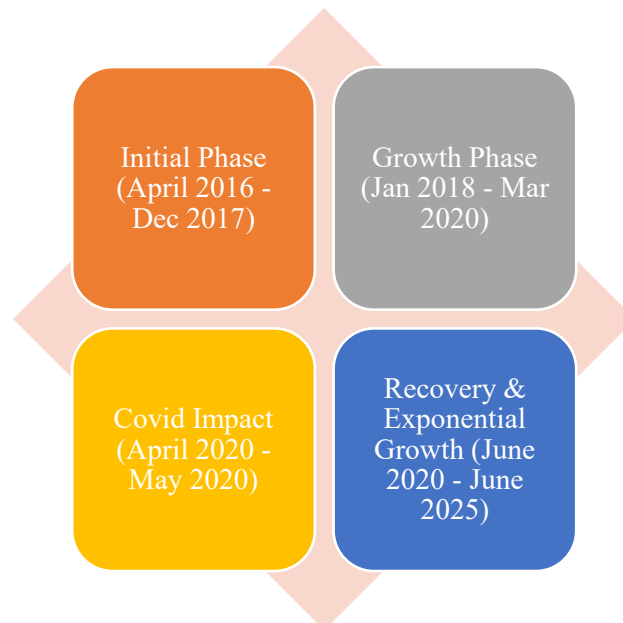 Initial Phase
(April 2016 -
Dec 2017)
Growth Phase
(Jan 2018 - Mar
2020)
Covid Impact
(April 2020 -
May 2020)
Recovery &
Exponential
Growth (June
2020 - June
2025)